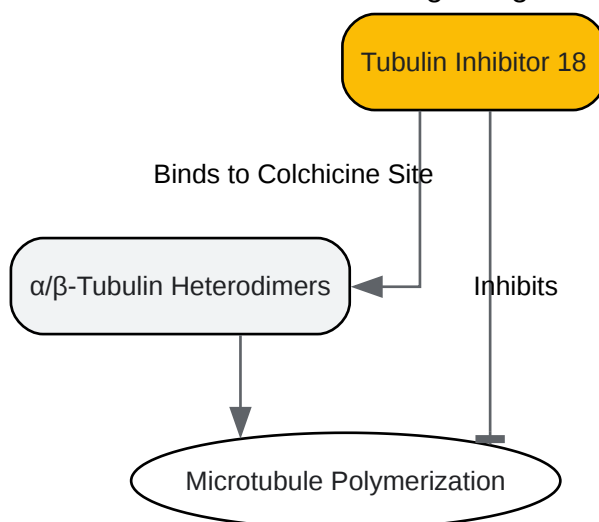 Tubulin Inhibitor 18
Binds to Colchicine Site
α/β-Tubulin Heterodimers
Inhibits
Microtubule Polymerization